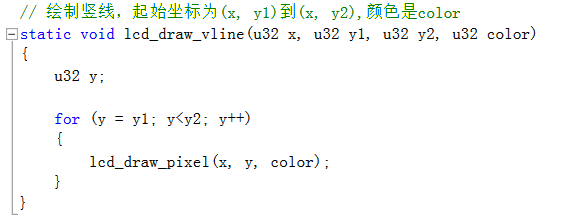 // 绘制竖线，起始坐标为(x, y1)到(x, y2),颜色是color
static void lcd_draw_vline(u32 x, u32 y1, u32 y2, u32 color)
{
    u32 y;
    for (y = y1; y<y2; y++)
    {
        lcd_draw_pixel(x, y, color);
    }
}